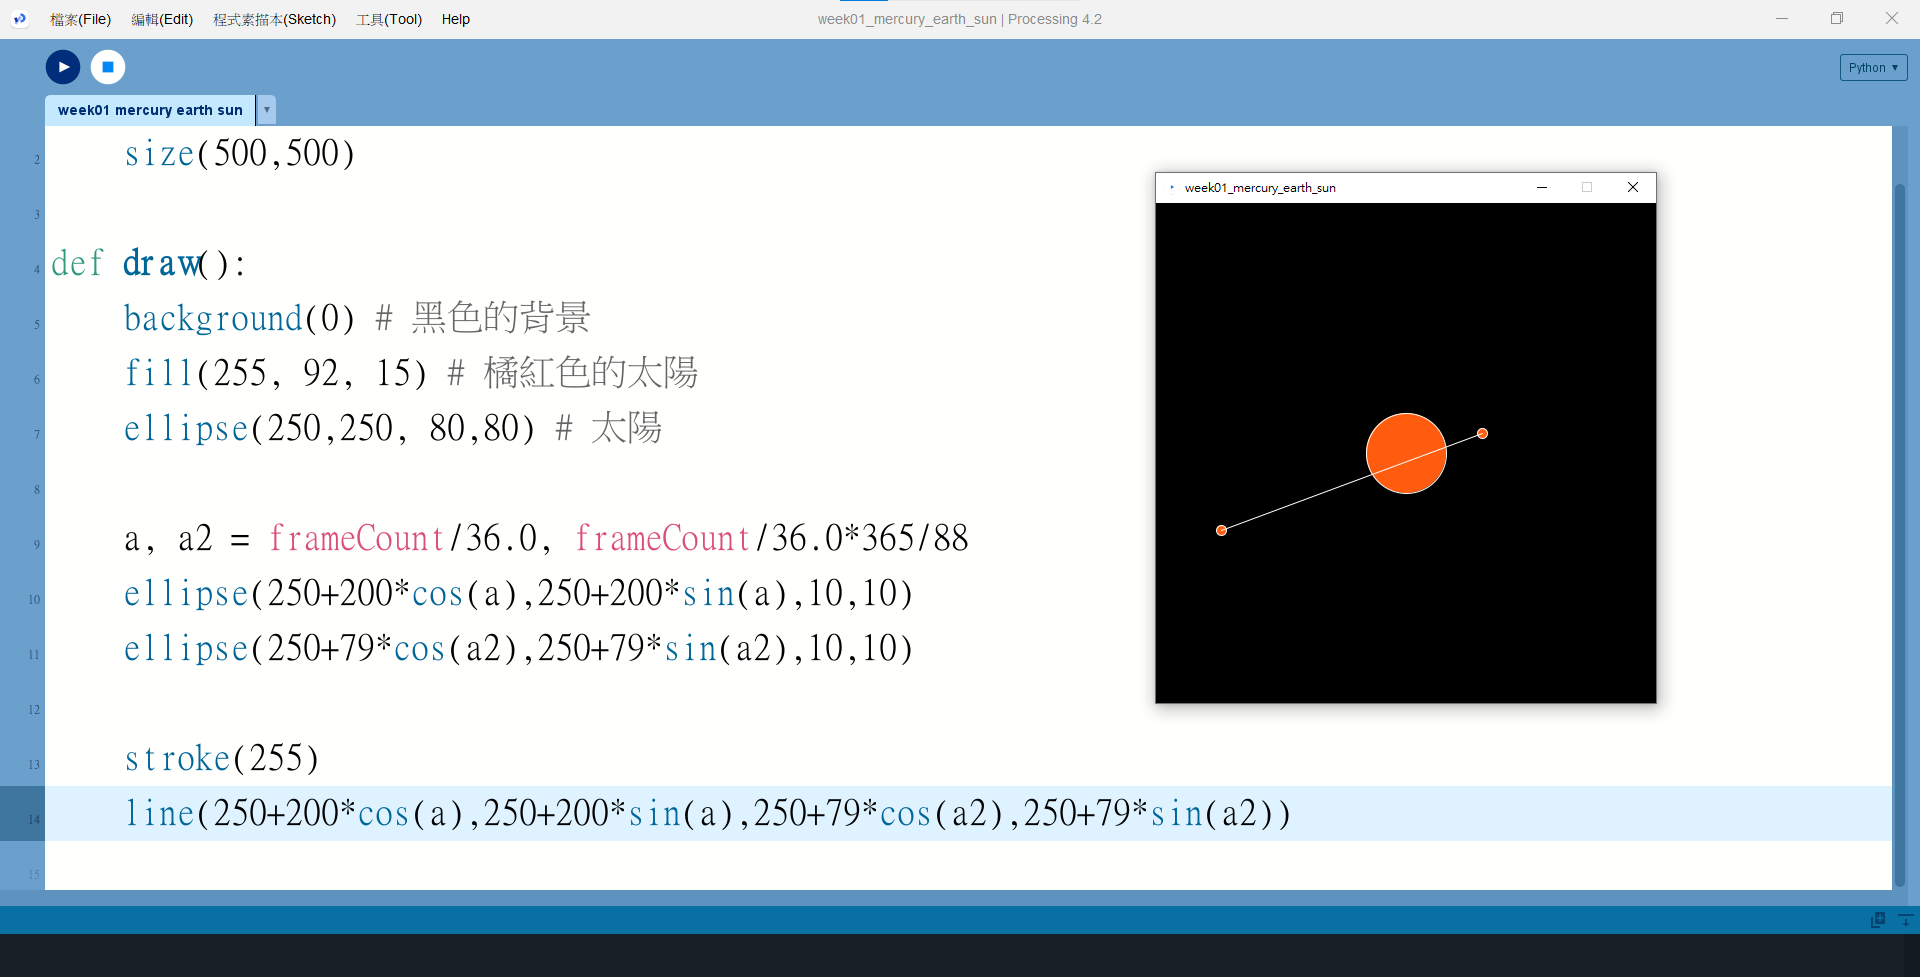 檔案(File) 編輯(Edit) 程式素描本(Sketch) 工具(Tool) Help
week01_mercury_earth_sun | Processing 4.2
Python ▼
week01 mercury earth sun ▼
2 size(500,500)
3
4 def draw():
5 background(0) # 黑色的背景
6 fill(255, 92, 15) # 橘紅色的太陽
7 ellipse(250,250, 80,80) # 太陽
8
9 a, a2 = frameCount/36.0, frameCount/36.0*365/88
10 ellipse(250+200*cos(a),250+200*sin(a),10,10)
11 ellipse(250+79*cos(a2),250+79*sin(a2),10,10)
12
13 stroke(255)
14 line(250+200*cos(a),250+200*sin(a),250+79*cos(a2),250+79*sin(a2))
15
week01_mercury_earth_sun